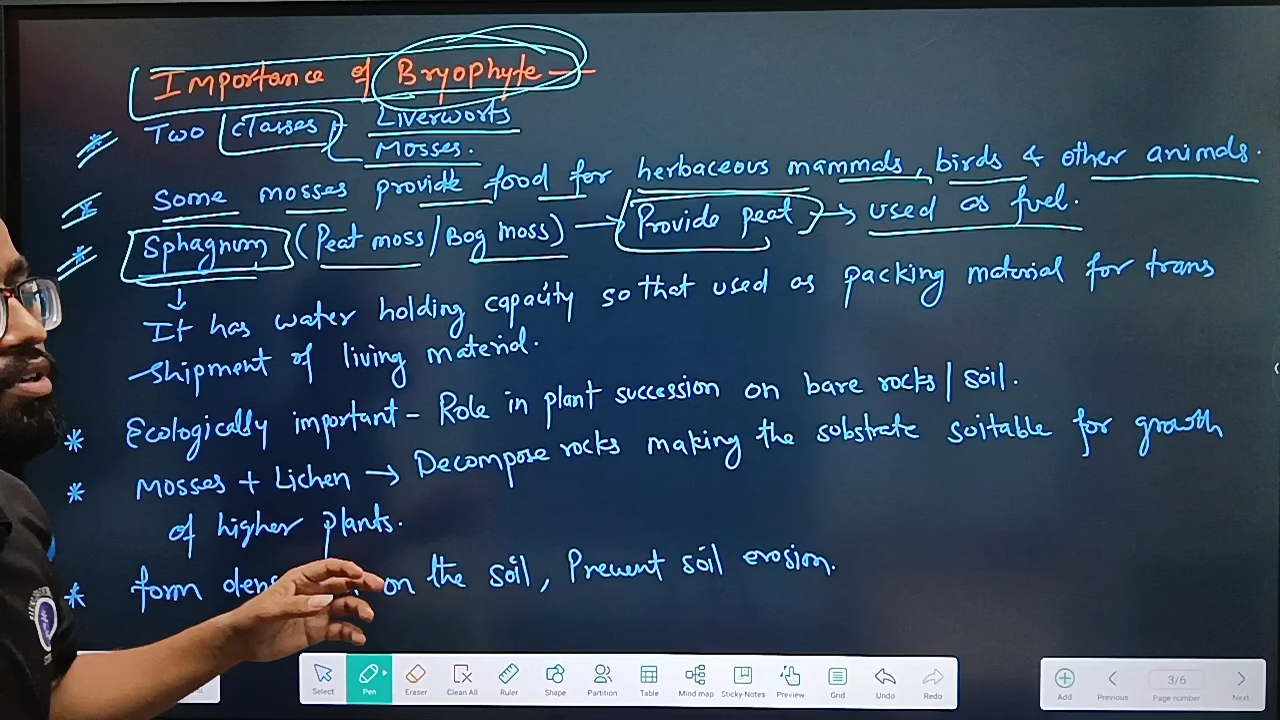 Importance of Bryophyte —
* Two classes Liverworts
Mosses.
* Some mosses provide food for herbaceous mammals, birds & other animals.
* Sphagnum (Peat moss/Bog moss) → Provide peat → used as fuel.
↓
It has water holding capacity so that used as packing material for trans
-shipment of living material.
* Ecologically important - Role in plant succession on bare rocks/soil.
* Mosses + Lichen → Decompose rocks making the substrate suitable for growth
of higher plants.
* form on the soil, Prevent soil erosion.
Select Pen Eraser Clean All Ruler Shape Partition Table Mind map Sticky-Notes Preview Grid Undo Redo
Add Previous 3/6 Page number Next